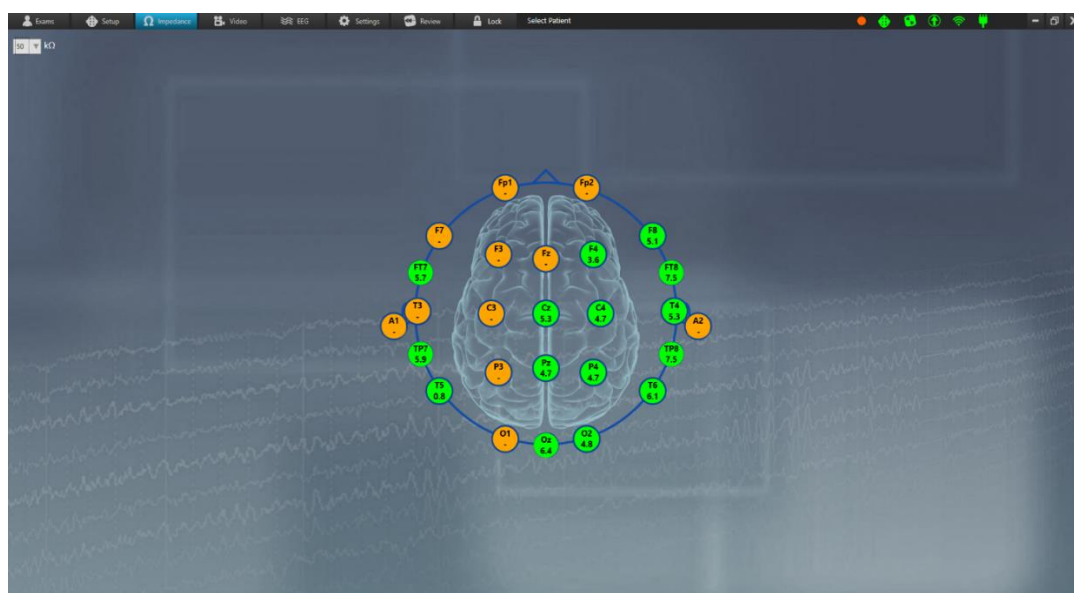 Exams Setup Impedance Video EEG Settings Review Lock Select Patient
50 kΩ
Fp1 Fp2
- -
F7 F8
- 5.1
F3 Fz F4
- - 3.6
FT7 FT8
5.7 7.5
A1 T3 C3 Cz C4 T4 A2
- - - 5.3 4.7 5.3 -
TP7 TP8
5.9 7.5
P3 Pz P4
- 4.7 4.7
T5 T6
0.8 6.1
O1 Oz O2
- 6.4 4.8